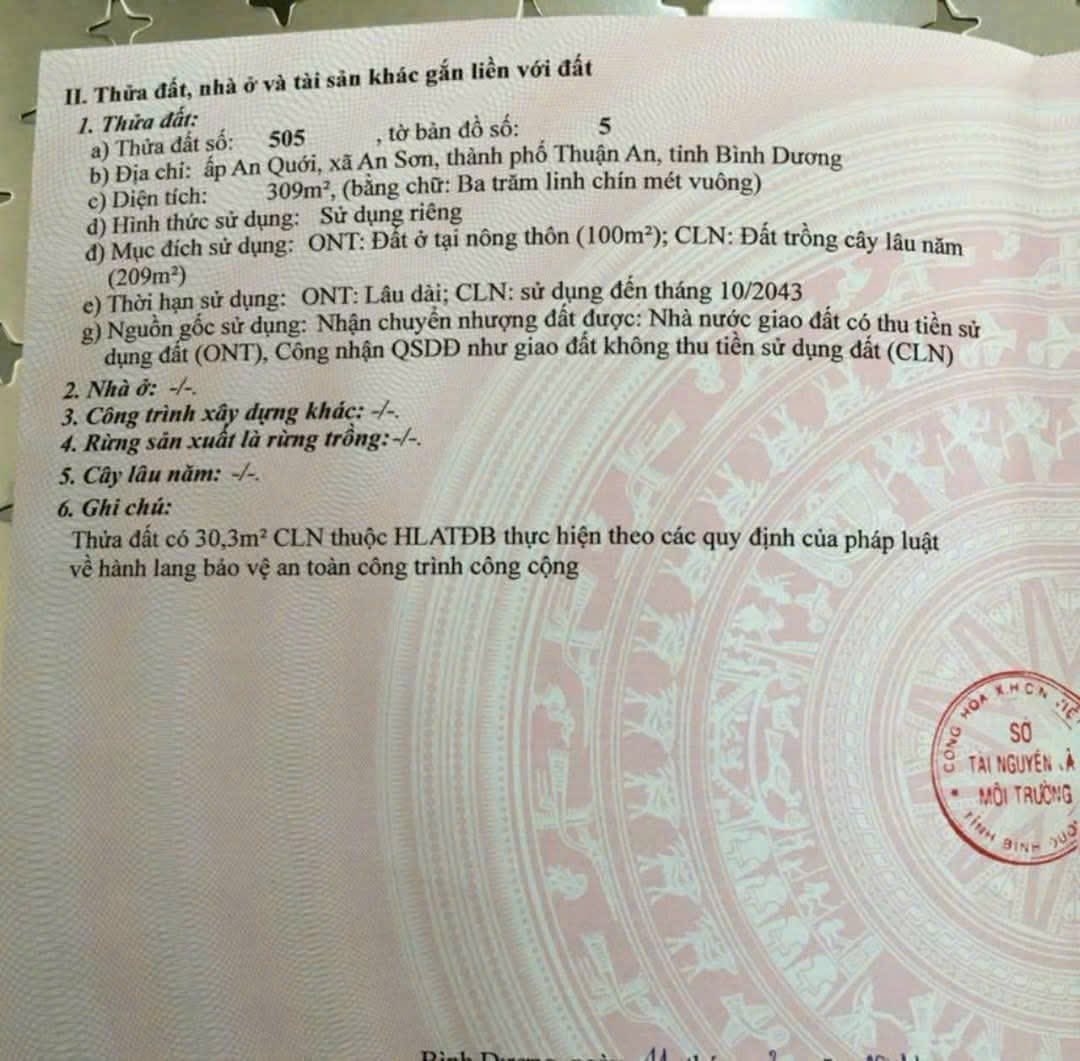 II. Thửa đất, nhà ở và tài sản khác gắn liền với đất
1. Thửa đất:
a) Thửa đất số: 505 , tờ bản đồ số: 5
b) Địa chỉ: ấp An Quới, xã An Sơn, thành phố Thuận An, tỉnh Bình Dương
c) Diện tích: 309m², (bằng chữ: Ba trăm linh chín mét vuông)
d) Hình thức sử dụng: Sử dụng riêng
đ) Mục đích sử dụng: ONT: Đất ở tại nông thôn (100m²); CLN: Đất trồng cây lâu năm
(209m²)
e) Thời hạn sử dụng: ONT: Lâu dài; CLN: sử dụng đến tháng 10/2043
g) Nguồn gốc sử dụng: Nhận chuyển nhượng đất được: Nhà nước giao đất có thu tiền sử
dụng đất (ONT), Công nhận QSDĐ như giao đất không thu tiền sử dụng đất (CLN)
2. Nhà ở: -/-.
3. Công trình xây dựng khác: -/-.
4. Rừng sản xuất là rừng trồng: -/-.
5. Cây lâu năm: -/-.
6. Ghi chú:
Thửa đất có 30,3m² CLN thuộc HLATĐB thực hiện theo các quy định của pháp luật
về hành lang bảo vệ an toàn công trình công cộng
CỘNG HÒA X.H.C.N
SỞ
TÀI NGUYÊN
MÔI TRƯỜNG
TỈNH BÌNH